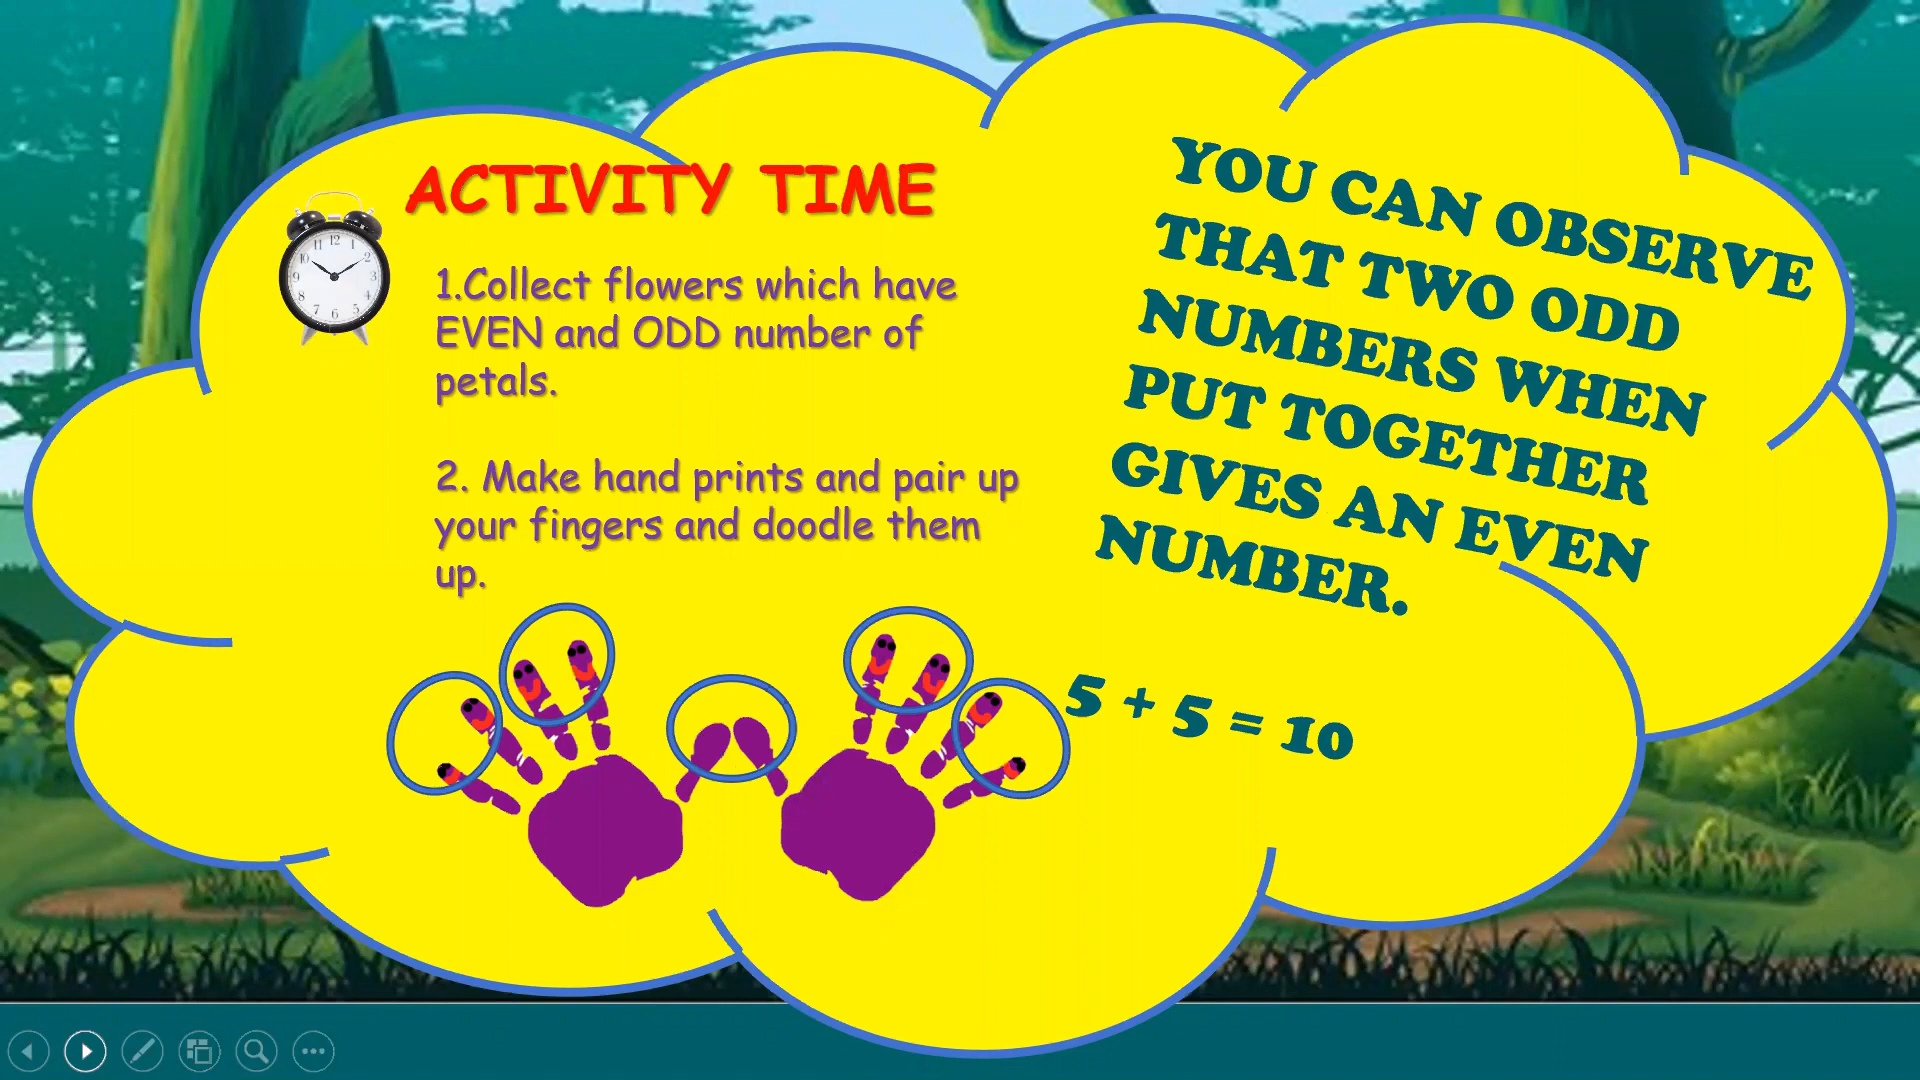 ACTIVITY TIME
1.Collect flowers which have
EVEN and ODD number of
petals.
2. Make hand prints and pair up
your fingers and doodle them
up.
YOU CAN OBSERVE
THAT TWO ODD
NUMBERS WHEN
PUT TOGETHER
GIVES AN EVEN
NUMBER.
5 + 5 = 10